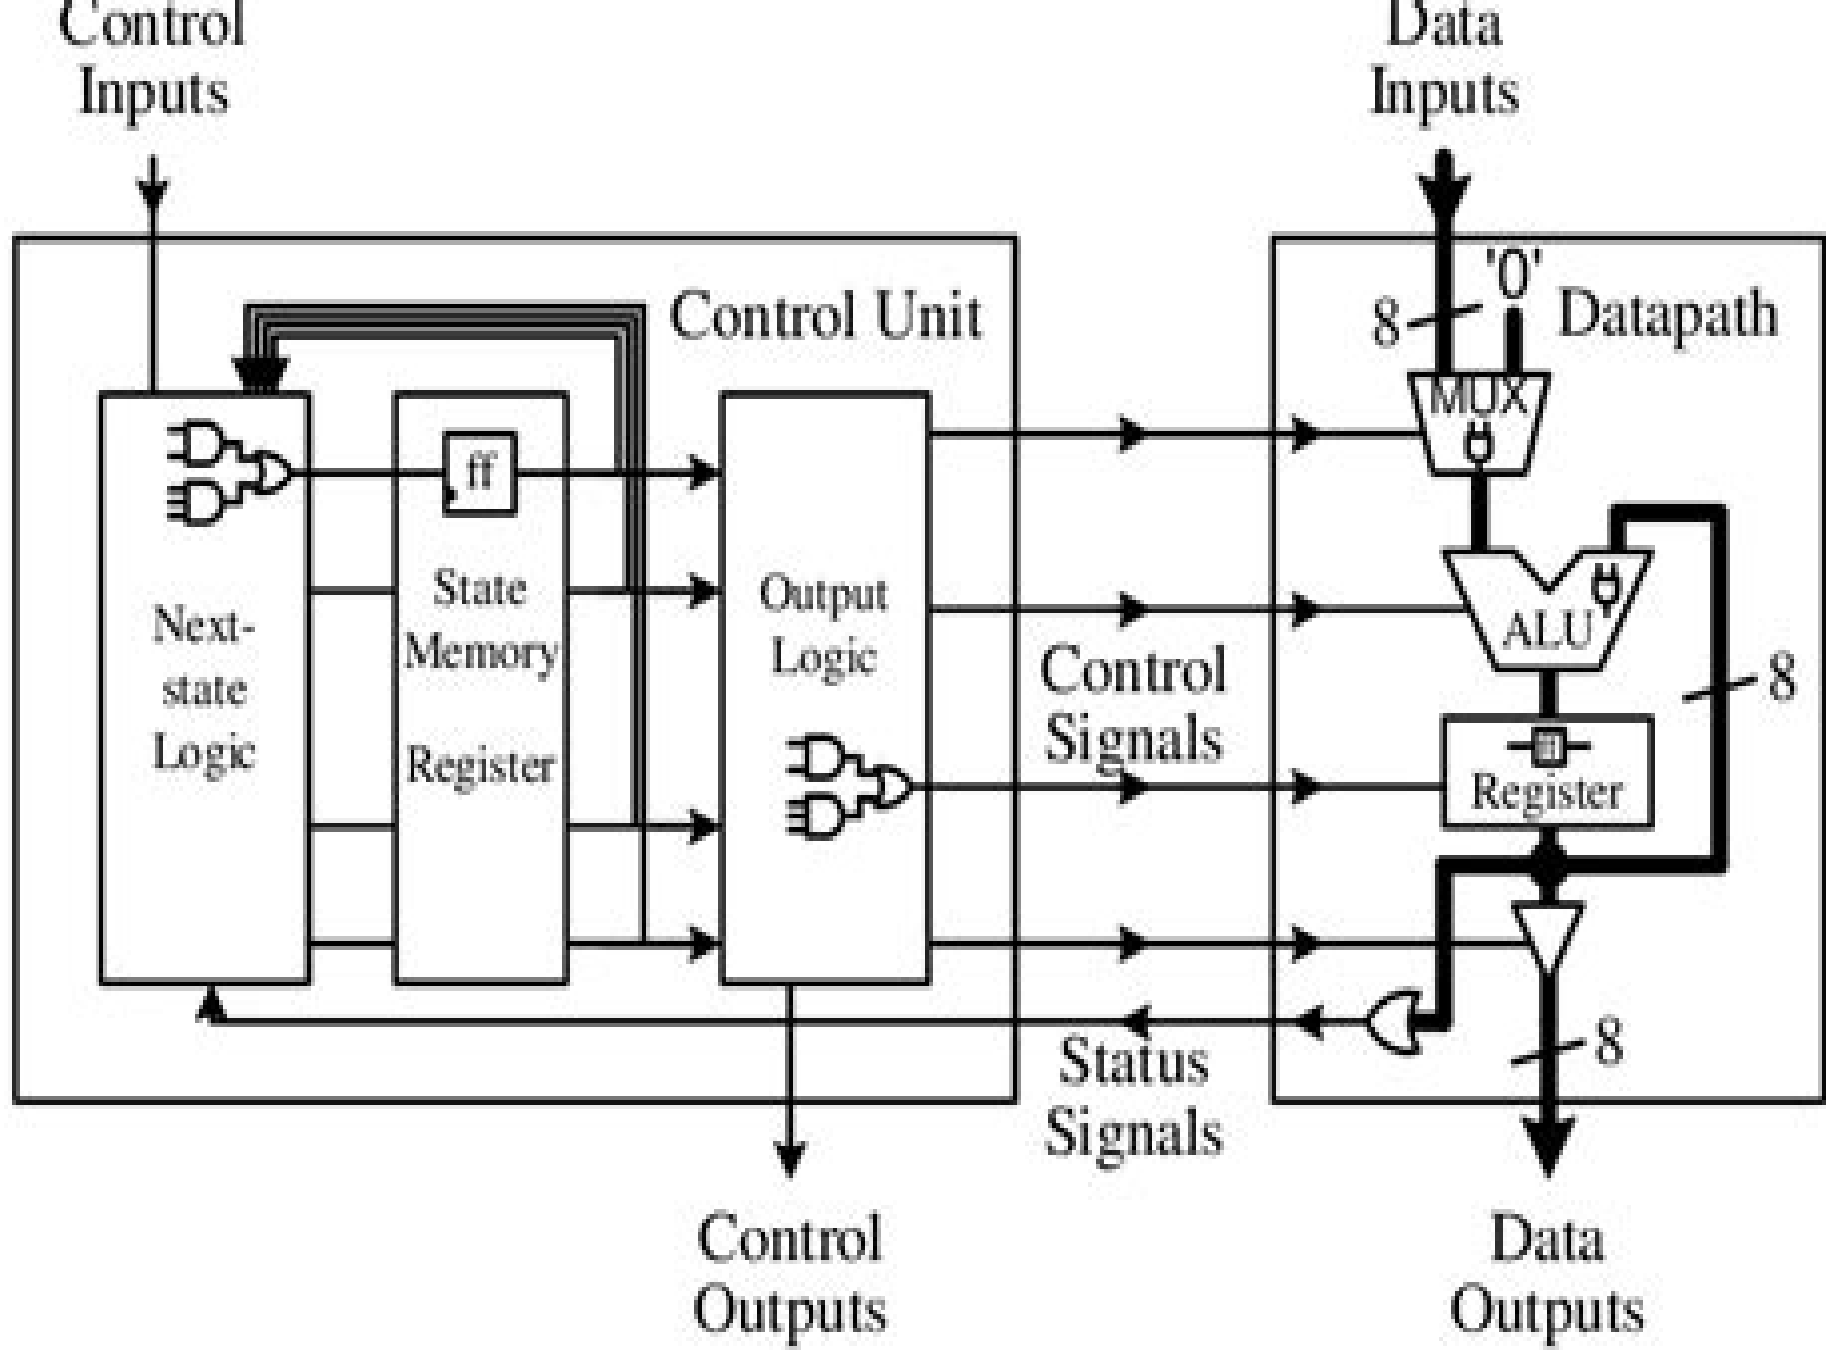 Control
Inputs
Data
Inputs
Control Unit
'0'
8
Datapath
MUX
ff
State
Memory
Register
Next-
state
Logic
Output
Logic
ALU
Control
Signals
8
Register
Status
Signals
8
Control
Outputs
Data
Outputs